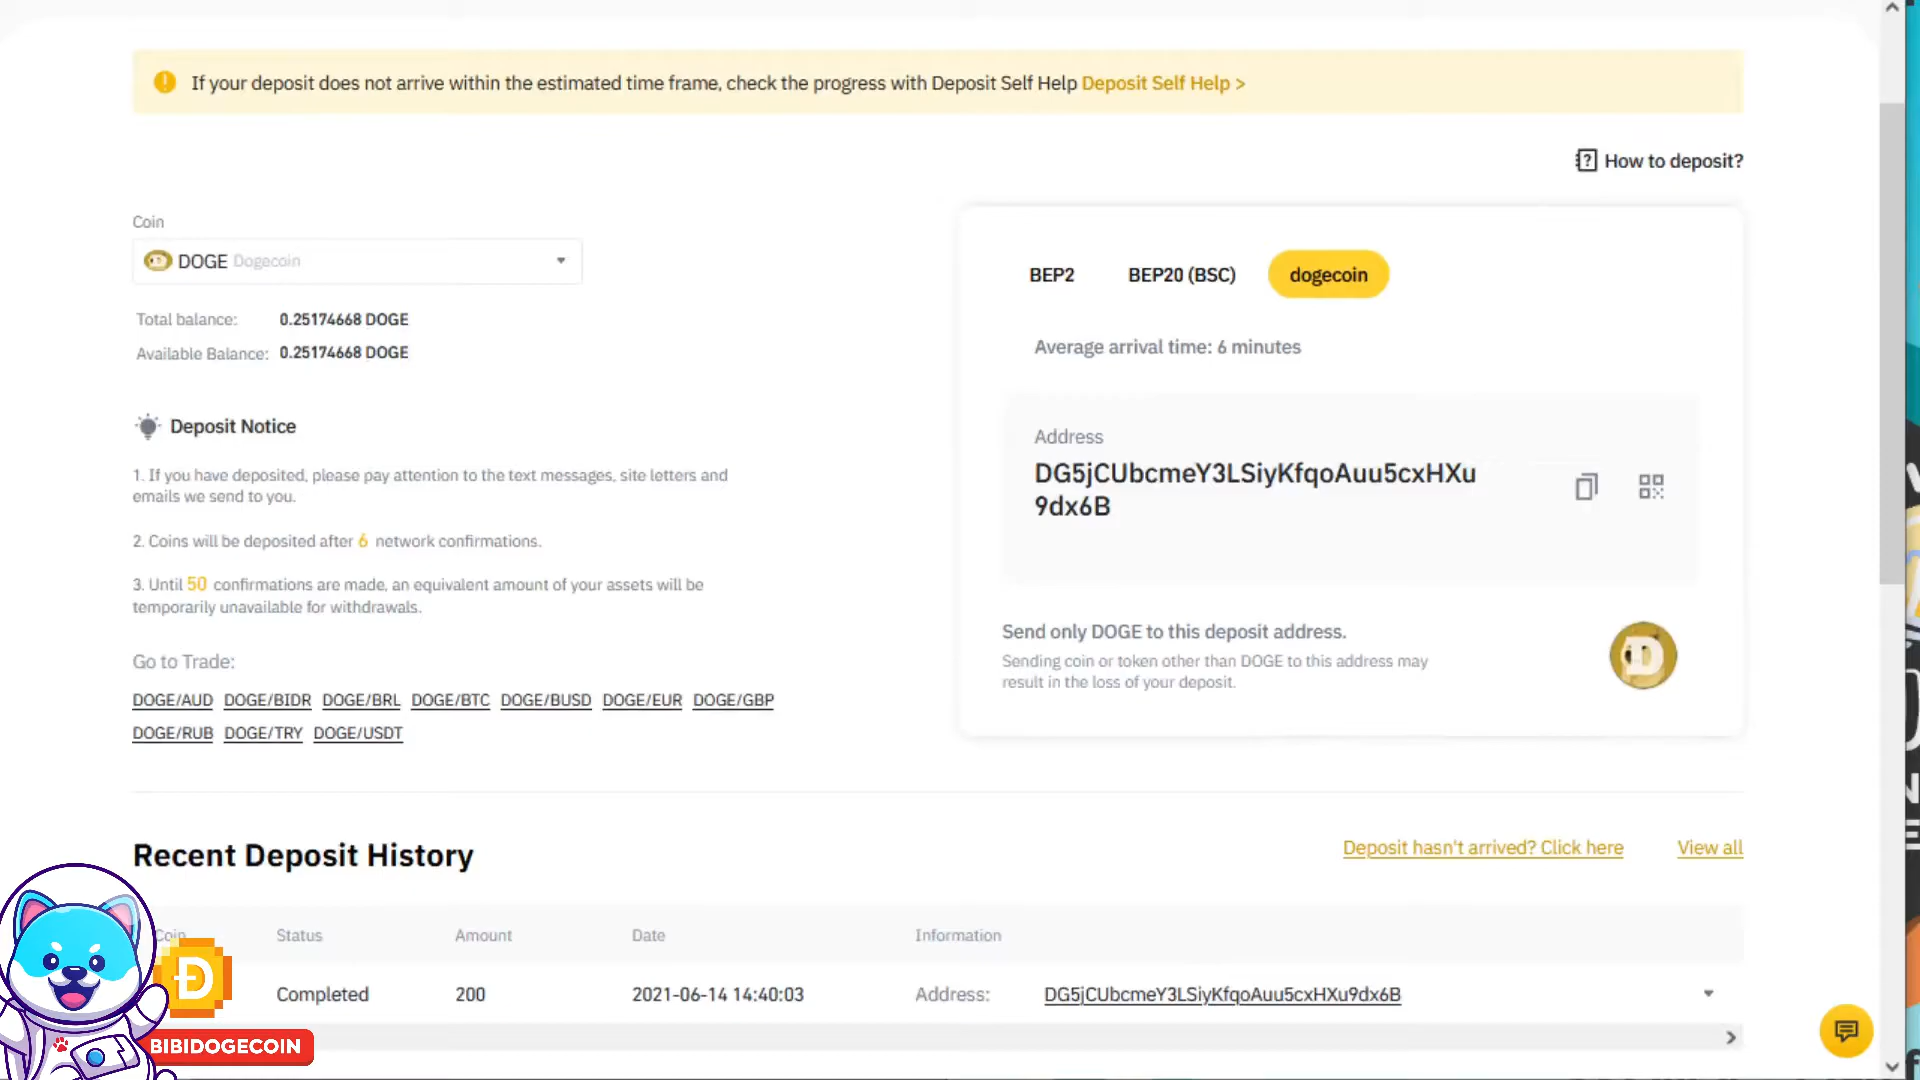 If your deposit does not arrive within the estimated time frame, check the progress with Deposit Self Help Deposit Self Help >
How to deposit?
Coin
DOGE Dogecoin
Total balance: 0.25174668 DOGE
Available Balance: 0.25174668 DOGE
Deposit Notice
1. If you have deposited, please pay attention to the text messages, site letters and
emails we send to you.
2. Coins will be deposited after 6 network confirmations.
3. Until 50 confirmations are made, an equivalent amount of your assets will be
temporarily unavailable for withdrawals.
Go to Trade:
DOGE/AUD DOGE/BIDR DOGE/BRL DOGE/BTC DOGE/BUSD DOGE/EUR DOGE/GBP
DOGE/RUB DOGE/TRY DOGE/USDT
BEP2 BEP20 (BSC) dogecoin
Average arrival time: 6 minutes
Address
DG5jCUbcmeY3LSiyKfqoAuu5cxHXu
9dx6B
Send only DOGE to this deposit address.
Sending coin or token other than DOGE to this address may
result in the loss of your deposit.
Recent Deposit History
Deposit hasn't arrived? Click here View all
Coin Status Amount Date Information
Completed 200 2021-06-14 14:40:03 Address: DG5jCUbcmeY3LSiyKfqoAuu5cxHXu9dx6B
BIBIDOGECOIN